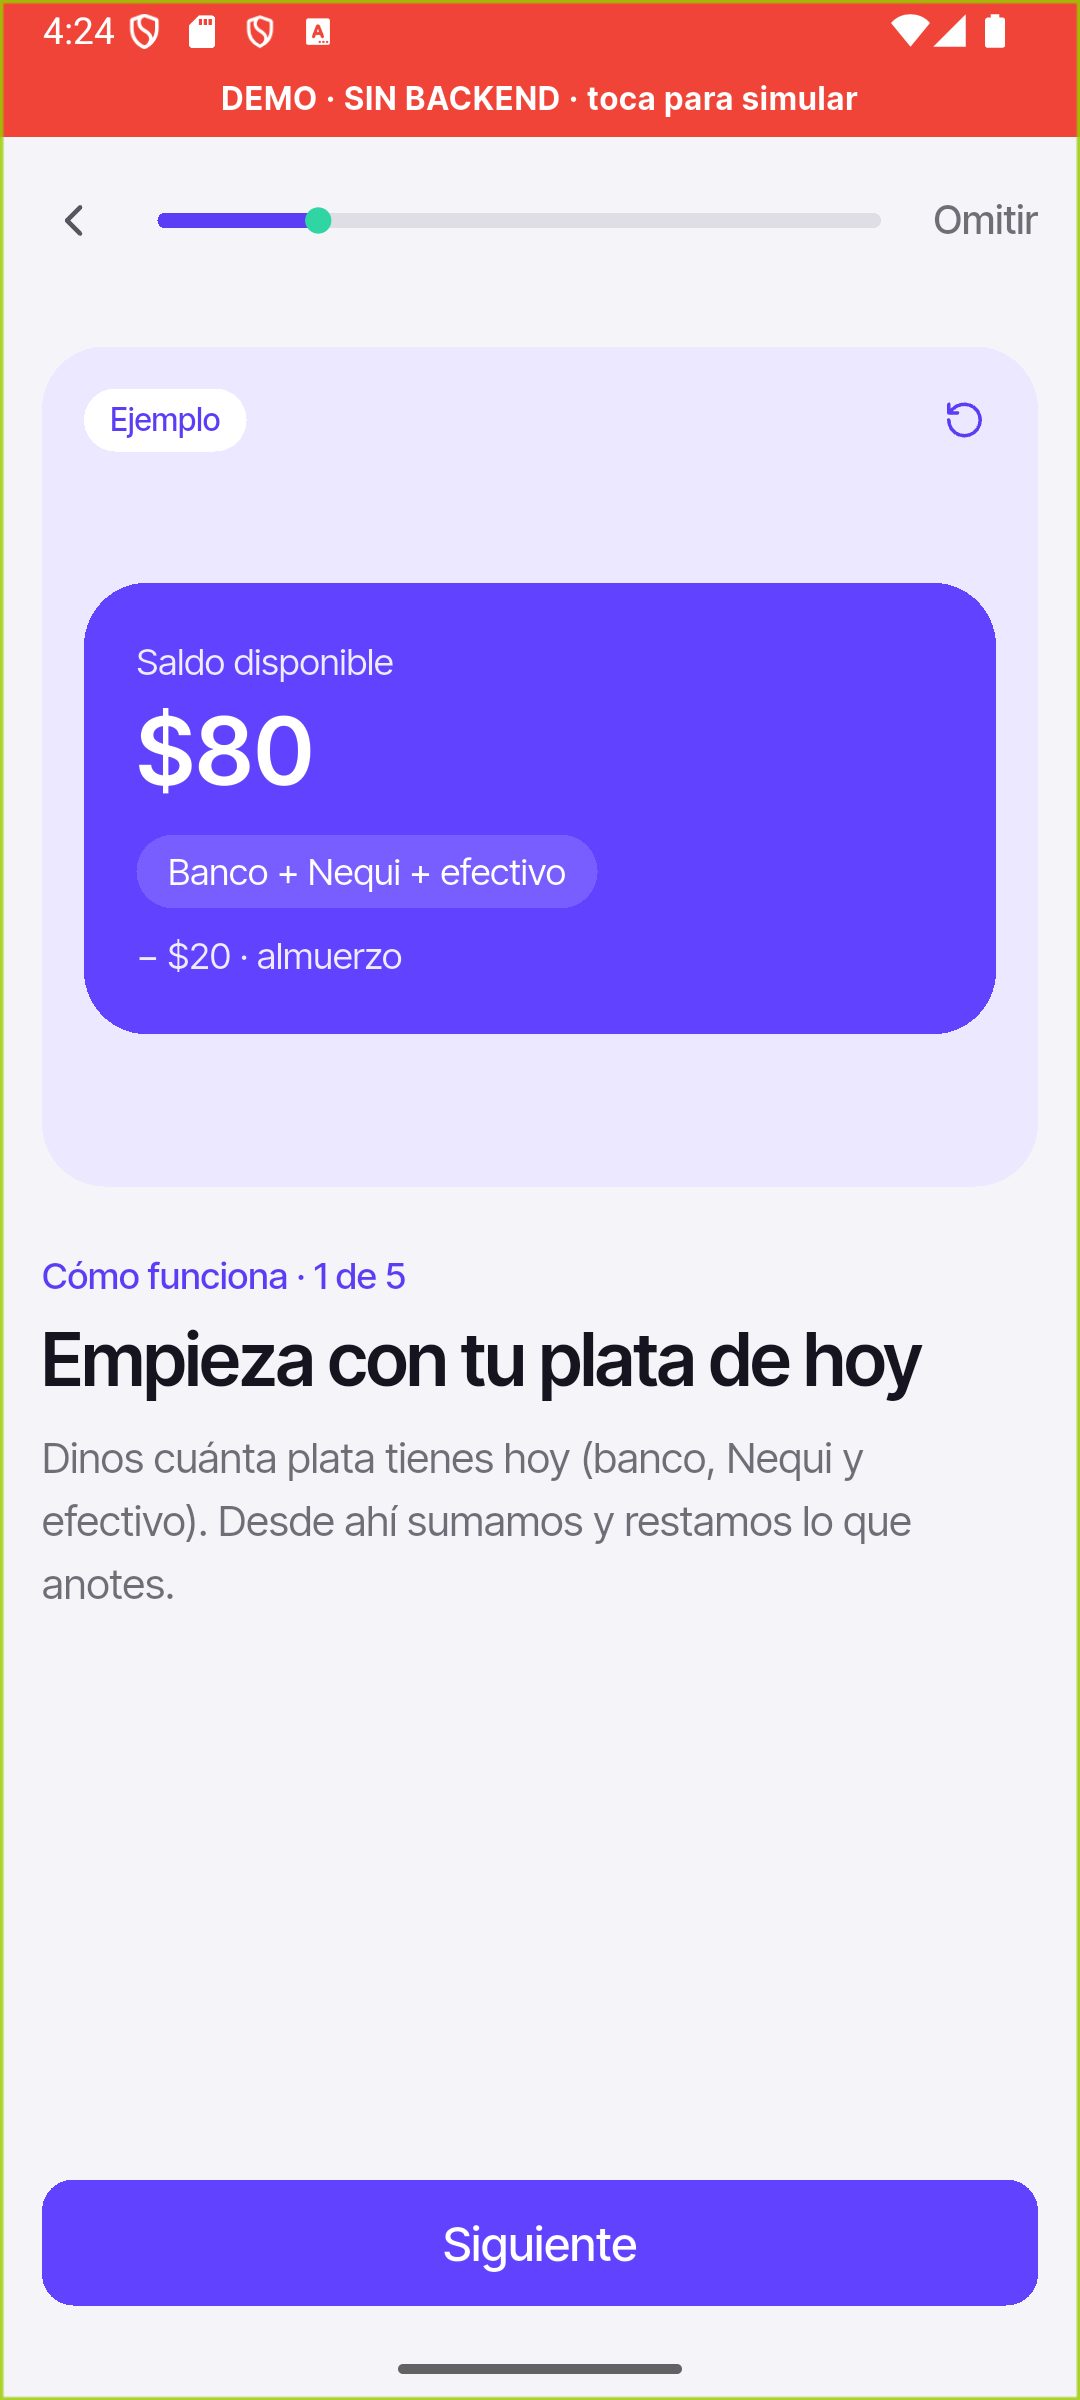 4:24
DEMO · SIN BACKEND · toca para simular
Omitir
Ejemplo
Saldo disponible
$80
Banco + Nequi + efectivo
− $20 · almuerzo
Cómo funciona · 1 de 5
Empieza con tu plata de hoy
Dinos cuánta plata tienes hoy (banco, Nequi y
efectivo). Desde ahí sumamos y restamos lo que
anotes.
Siguiente